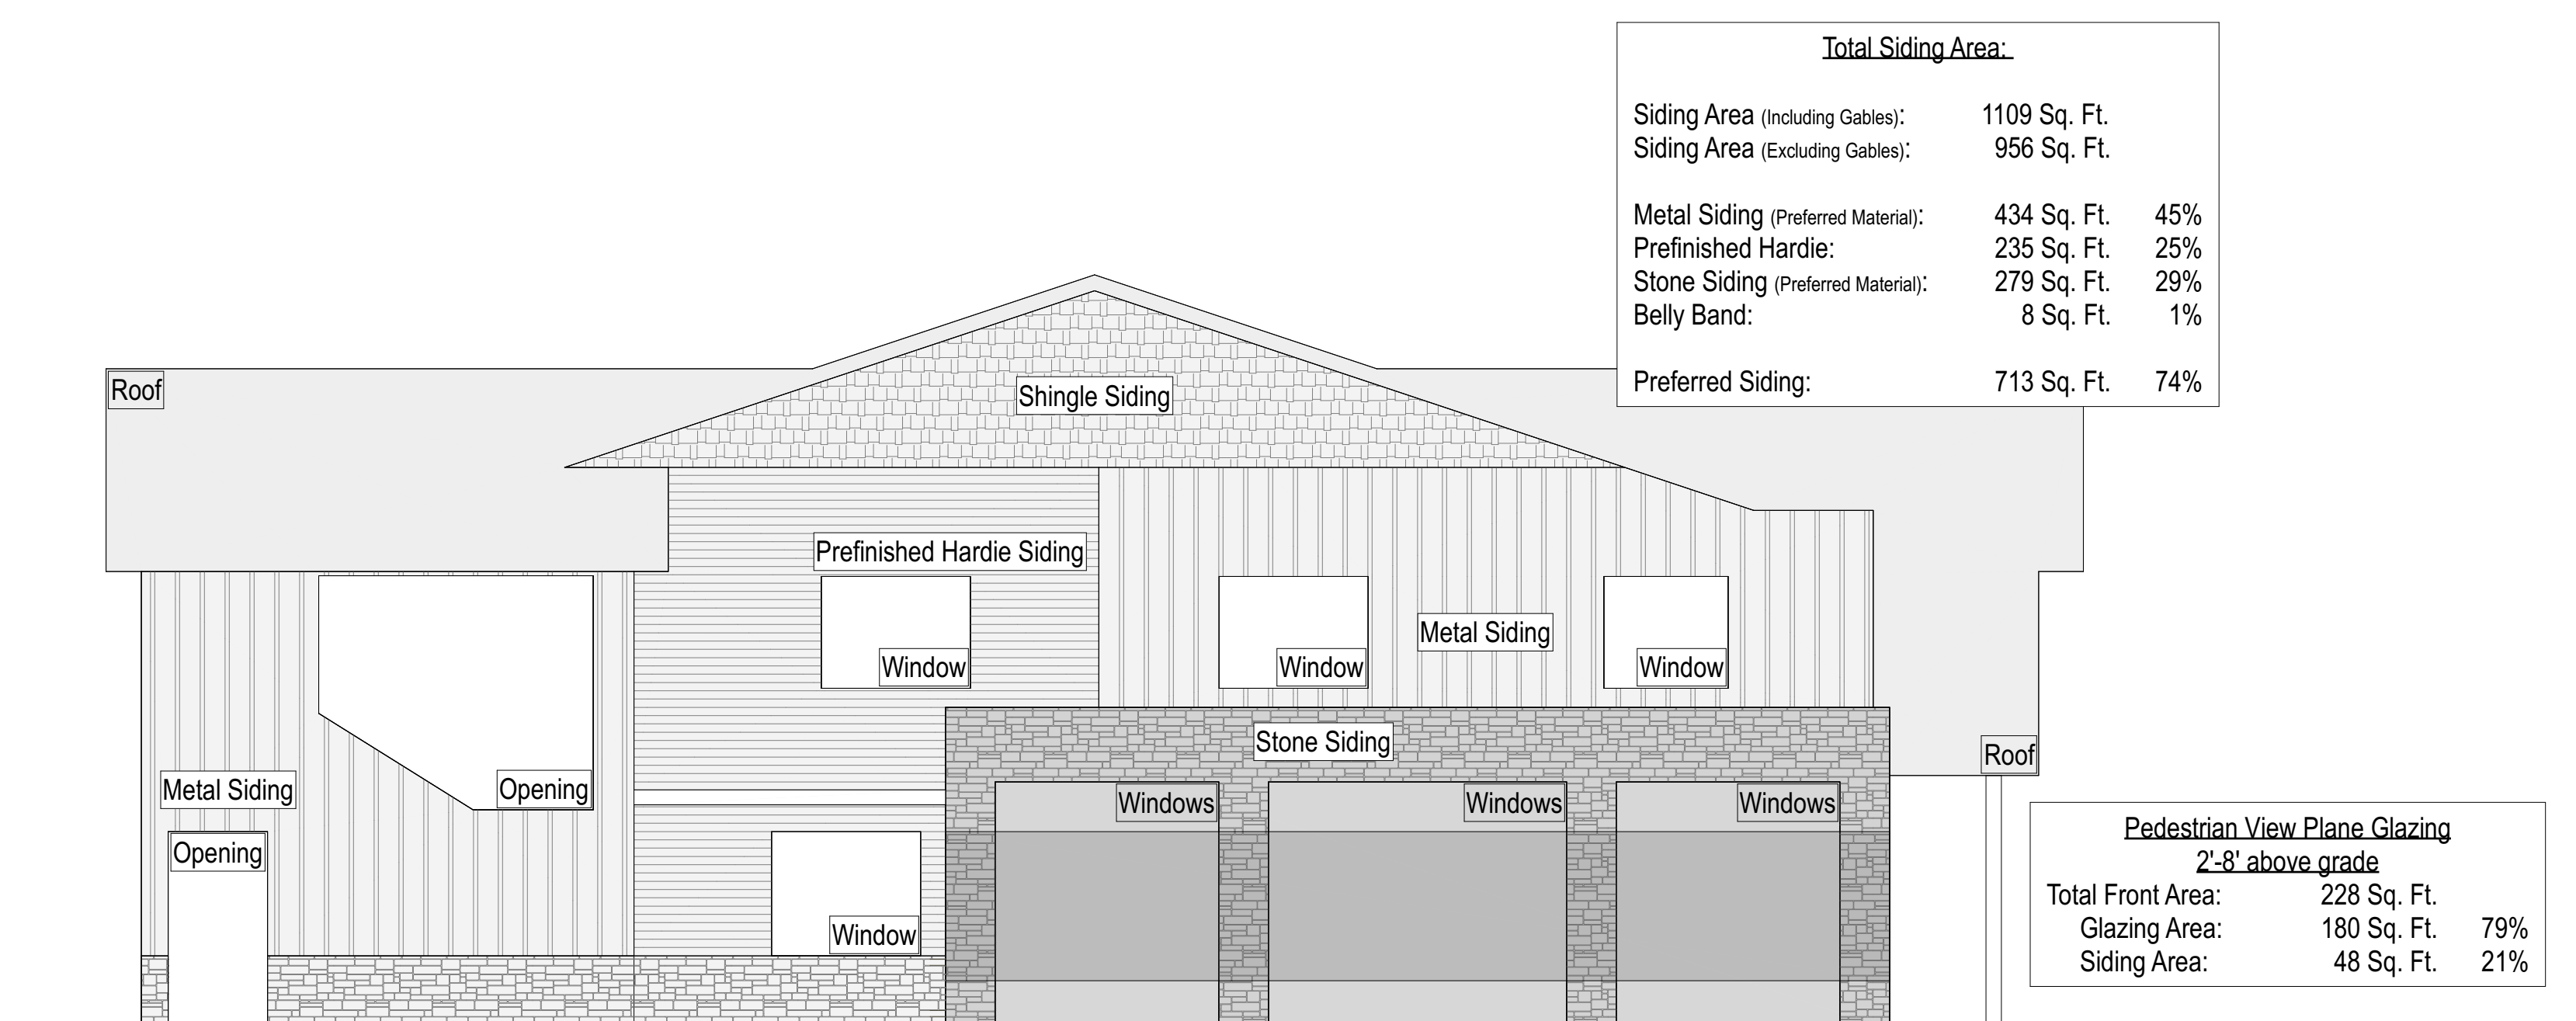 Total Siding Area:
Siding Area (Including Gables): 1109 Sq. Ft.
Siding Area (Excluding Gables): 956 Sq. Ft.
Metal Siding (Preferred Material): 434 Sq. Ft. 45%
Prefinished Hardie: 235 Sq. Ft. 25%
Stone Siding (Preferred Material): 279 Sq. Ft. 29%
Belly Band: 8 Sq. Ft. 1%
Preferred Siding: 713 Sq. Ft. 74%
Roof
Shingle Siding
Prefinished Hardie Siding
Metal Siding
Window
Window
Window
Stone Siding
Roof
Metal Siding
Opening
Windows
Windows
Windows
Opening
Window
Pedestrian View Plane Glazing
2'-8' above grade
Total Front Area: 228 Sq. Ft.
Glazing Area: 180 Sq. Ft. 79%
Siding Area: 48 Sq. Ft. 21%